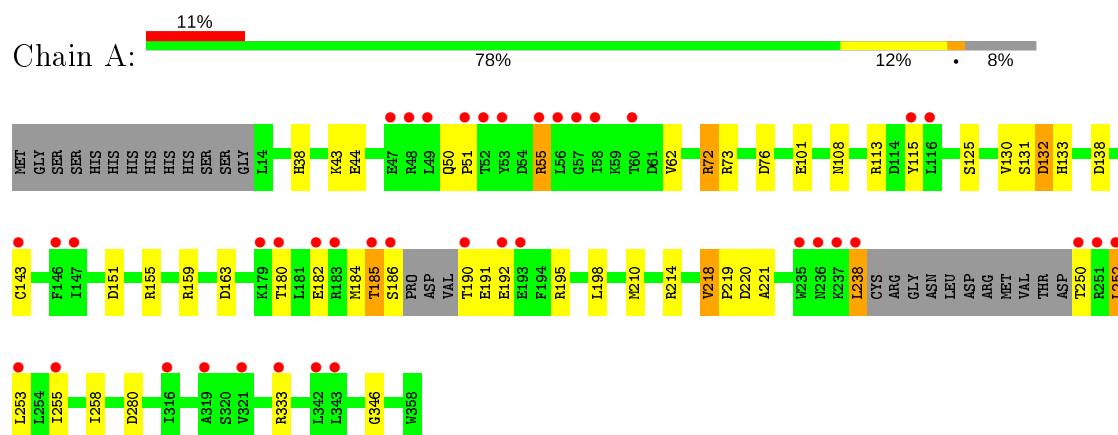 11%
Chain A:
78% 12% • 8%
MET GLY SER SER HIS HIS HIS HIS HIS HIS SER SER GLY L14 H38 K43 E44 E47 R48 L49 Q50 P51 T52 Y53 D54 R55 L56 G57 I58 K59 T60 D61 V62 R72 R73 D76 E101 N108 R113 D114 Y115 L116 S125 V130 S131 D132 H133 D138
C143 F146 I147 D151 R155 R159 D163 K179 T180 L181 E182 R183 M184 T185 S186 PRO ASP VAL T190 E191 E192 E193 F194 R195 L198 M210 R214 V218 P219 D220 A221 W235 N236 K237 L238 CYS ARG GLY ASN LEU ASP ARG MET VAL THR ASP T250 R251 L252
L253 L254 I255 I258 D280 I316 A319 S320 V321 R333 L342 L343 G346 W358